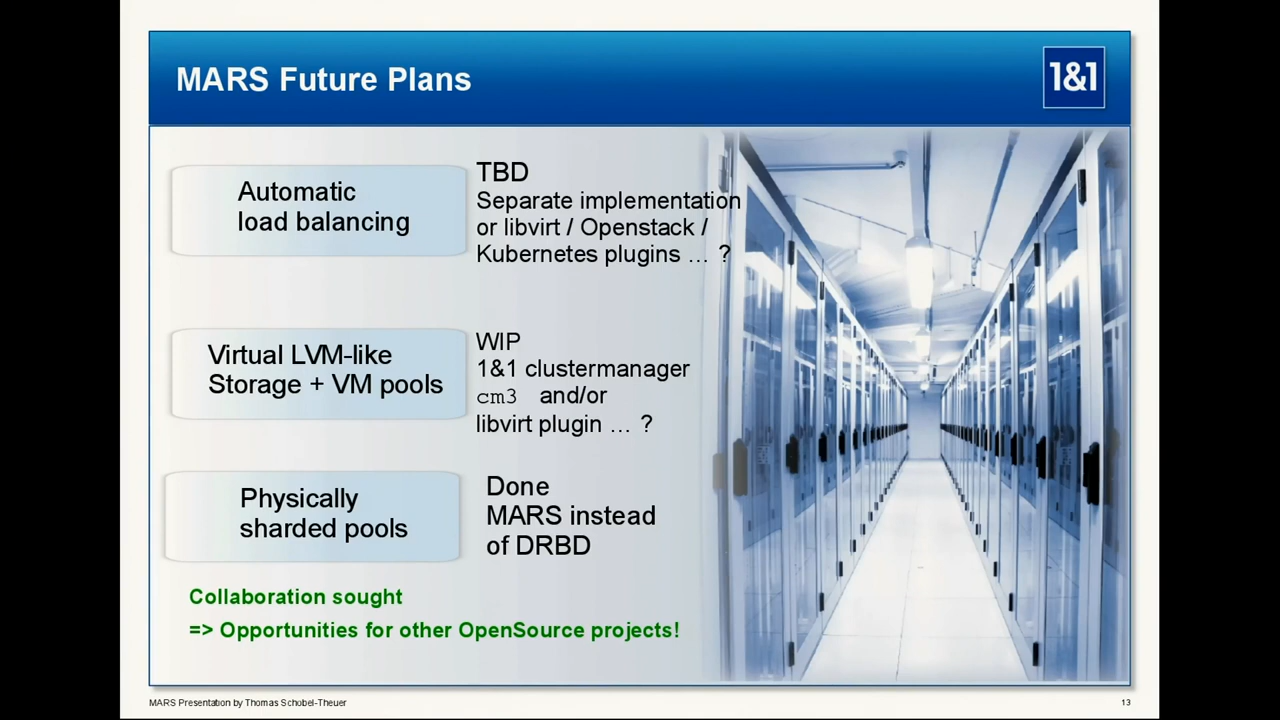 MARS Future Plans
1&1
Automatic
load balancing
TBD
Separate implementation
or libvirt / Openstack /
Kubernetes plugins … ?
Virtual LVM-like
Storage + VM pools
WIP
1&1 clustermanager
cm3 and/or
libvirt plugin … ?
Physically
sharded pools
Done
MARS instead
of DRBD
Collaboration sought
=> Opportunities for other OpenSource projects!
MARS Presentation by Thomas Schöbel-Theuer
13